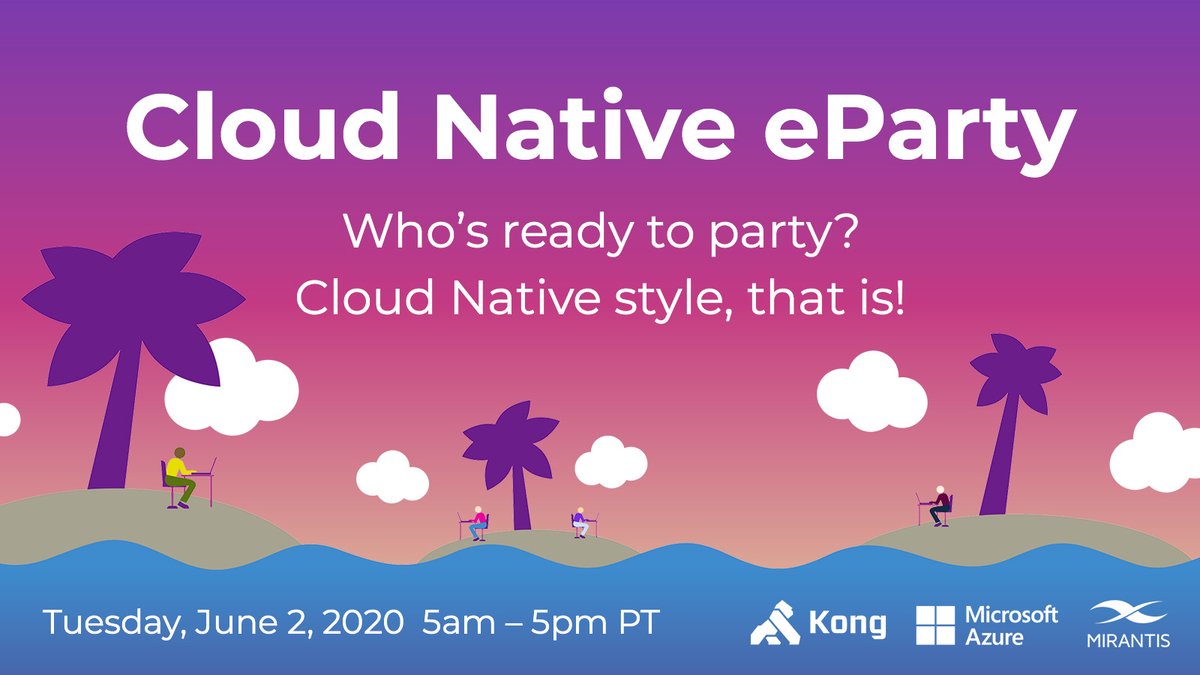 Cloud Native eParty
Who's ready to party?
Cloud Native style, that is!
Tuesday, June 2, 2020 5am – 5pm PT
Kong
Microsoft
Azure
MIRANTIS